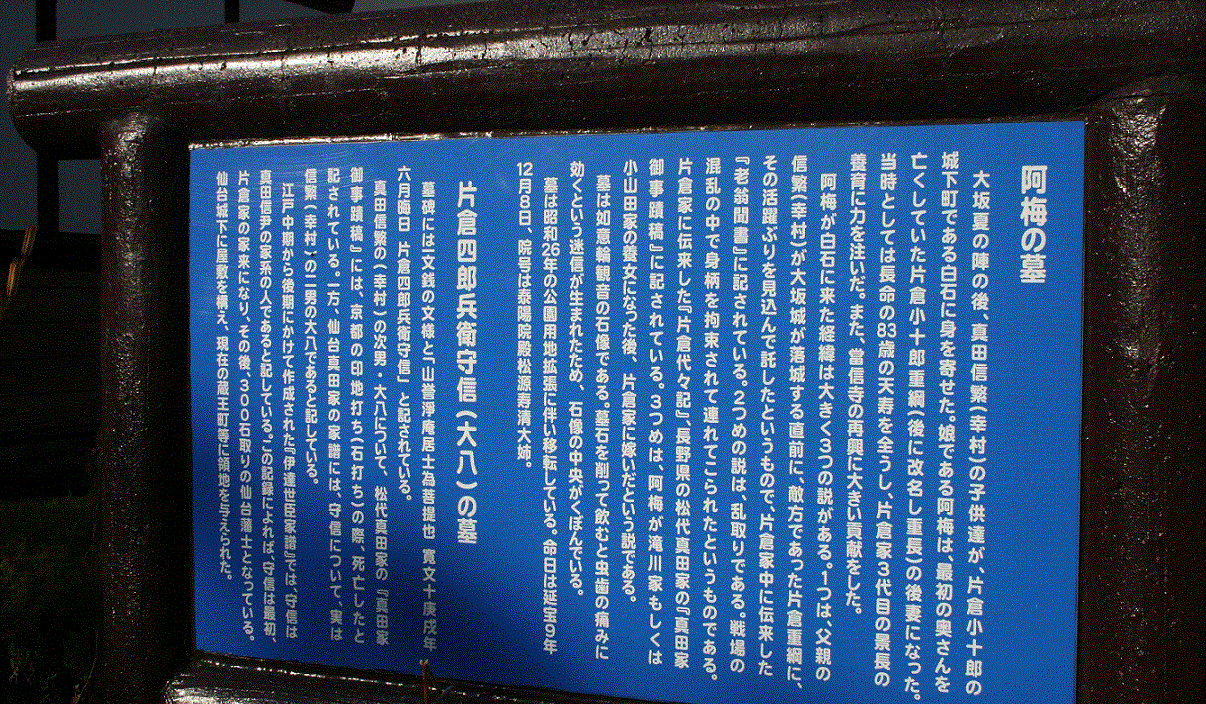 阿梅の墓
大坂夏の陣の後、真田信繁(幸村)の子供達が、片倉小十郎の
城下町である白石に身を寄せた。娘である阿梅は、最初の奥さんを
亡くしていた片倉小十郎重綱(後に改名し重長)の後妻になった。
当時としては長命の83歳の天寿を全うし、片倉家3代目の景長の
養育に力を注いだ。また、當信寺の再興に大きい貢献をした。
阿梅が白石に来た経緯は大きく3つの説がある。1つは、父親の
信繁(幸村)が大坂城が落城する直前に、敵方であった片倉重綱に、
その活躍ぶりを見込んで託したというもので、片倉家中に伝来した
『老翁聞書』に記されている。2つめの説は、乱取りである。戦場の
混乱の中で身柄を拘束されて連れてこられたというものである。
片倉家に伝来した『片倉代々記』、長野県の松代真田家の『真田家
御事蹟稿』に記されている。3つめは、阿梅が滝川家もしくは
小山田家の養女になった後、片倉家に嫁いだという説である。
墓は如意輪観音の石像である。墓石を削って飲むと虫歯の痛みに
効くという迷信が生まれたため、石像の中央がくぼんでいる。
墓は昭和26年の公園用地拡張に伴い移転している。命日は延宝9年
12月8日、院号は泰陽院殿松源寿清大姉。
片倉四郎兵衛守信(大八)の墓
墓碑には一文銭の文様と「山誉淨庵居士為菩提也 寛文十庚戌年
六月晦日 片倉四郎兵衛守信」と記されている。
真田信繁の(幸村)の次男・大八について、松代真田家の『真田家
御事蹟稿』には、京都の印地打ち(石打ち)の際、死亡したと
記されている。一方、仙台真田家の家譜には、守信について、実は
信繁(幸村)の二男の大八であると記している。
江戸中期から後期にかけて作成された『伊達世臣家譜』では、守信は
真田信尹の家系の人であると記している。この記録によれば、守信は最初、
片倉家の家来になり、その後、300石取りの仙台藩士となっている。
仙台城下に屋敷を構え、現在の蔵王町等に領地を与えられた。